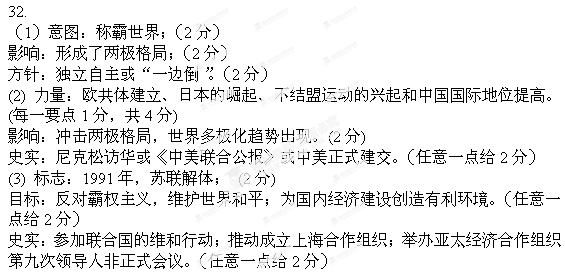 32.
（1）意图：称霸世界；（2 分）
影响：形成了两极格局；（2 分）
方针：独立自主或“一边倒 ”。（2 分）
(2) 力量：欧共体建立、日本的崛起、不结盟运动的兴起和中国国际地位提高。
(每一要点 1 分，共 4 分)
影响：冲击两极格局，世界多极化趋势出现。(2 分)
史实：尼克松访华或《中美联合公报》或中美正式建交。（任意一点给 2 分）
(3) 标志：1991 年，苏联解体； (2 分)
目标：反对霸权主义，维护世界和平；为国内经济建设创造有利环境。（任意一
点给 2 分）
史实：参加联合国的维和行动；推动成立上海合作组织；举办亚太经济合作组织
第九次领导人非正式会议。（任意一点给 2 分）